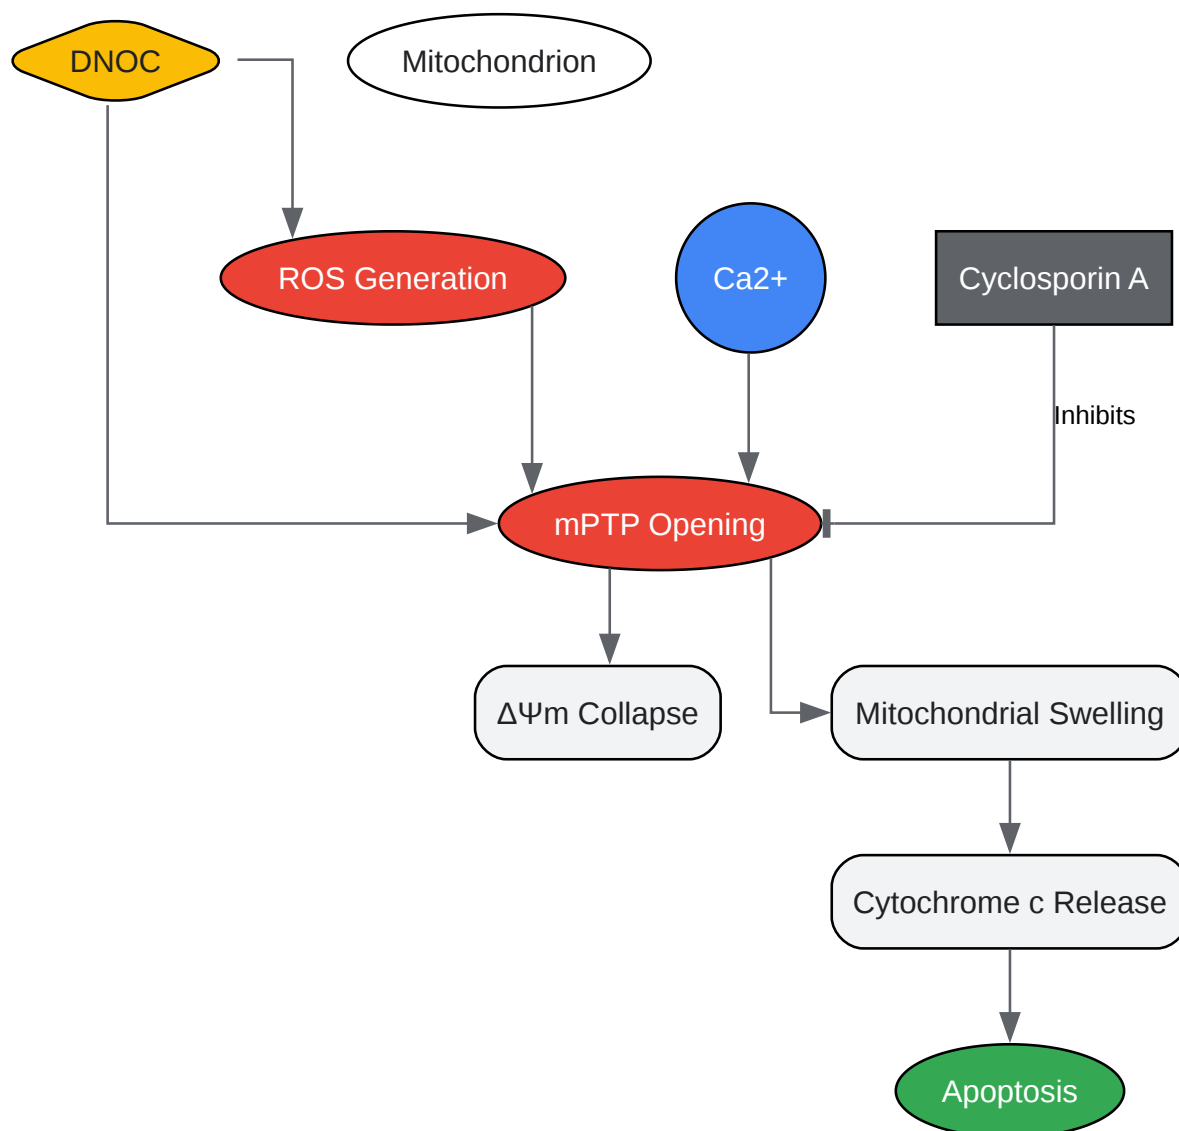 DNOC
Mitochondrion
ROS Generation
Ca2+
Cyclosporin A
Inhibits
mPTP Opening
ΔΨm Collapse
Mitochondrial Swelling
Cytochrome c Release
Apoptosis